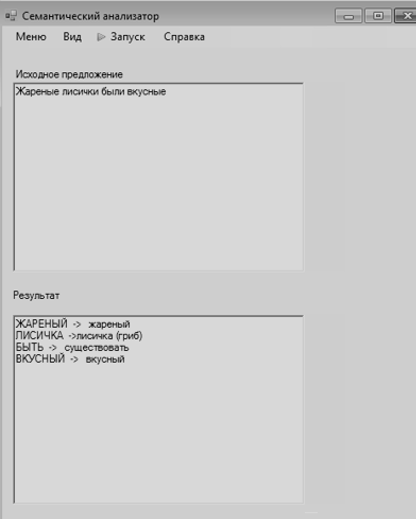 Семантический анализатор
Меню Вид Запуск Справка
Исходное предложение
Жареные лисички были вкусные
Результат
ЖАРЕНЫЙ -> жареный
ЛИСИЧКА ->лисичка (гриб)
БЫТЬ -> существовать
ВКУСНЫЙ -> вкусный